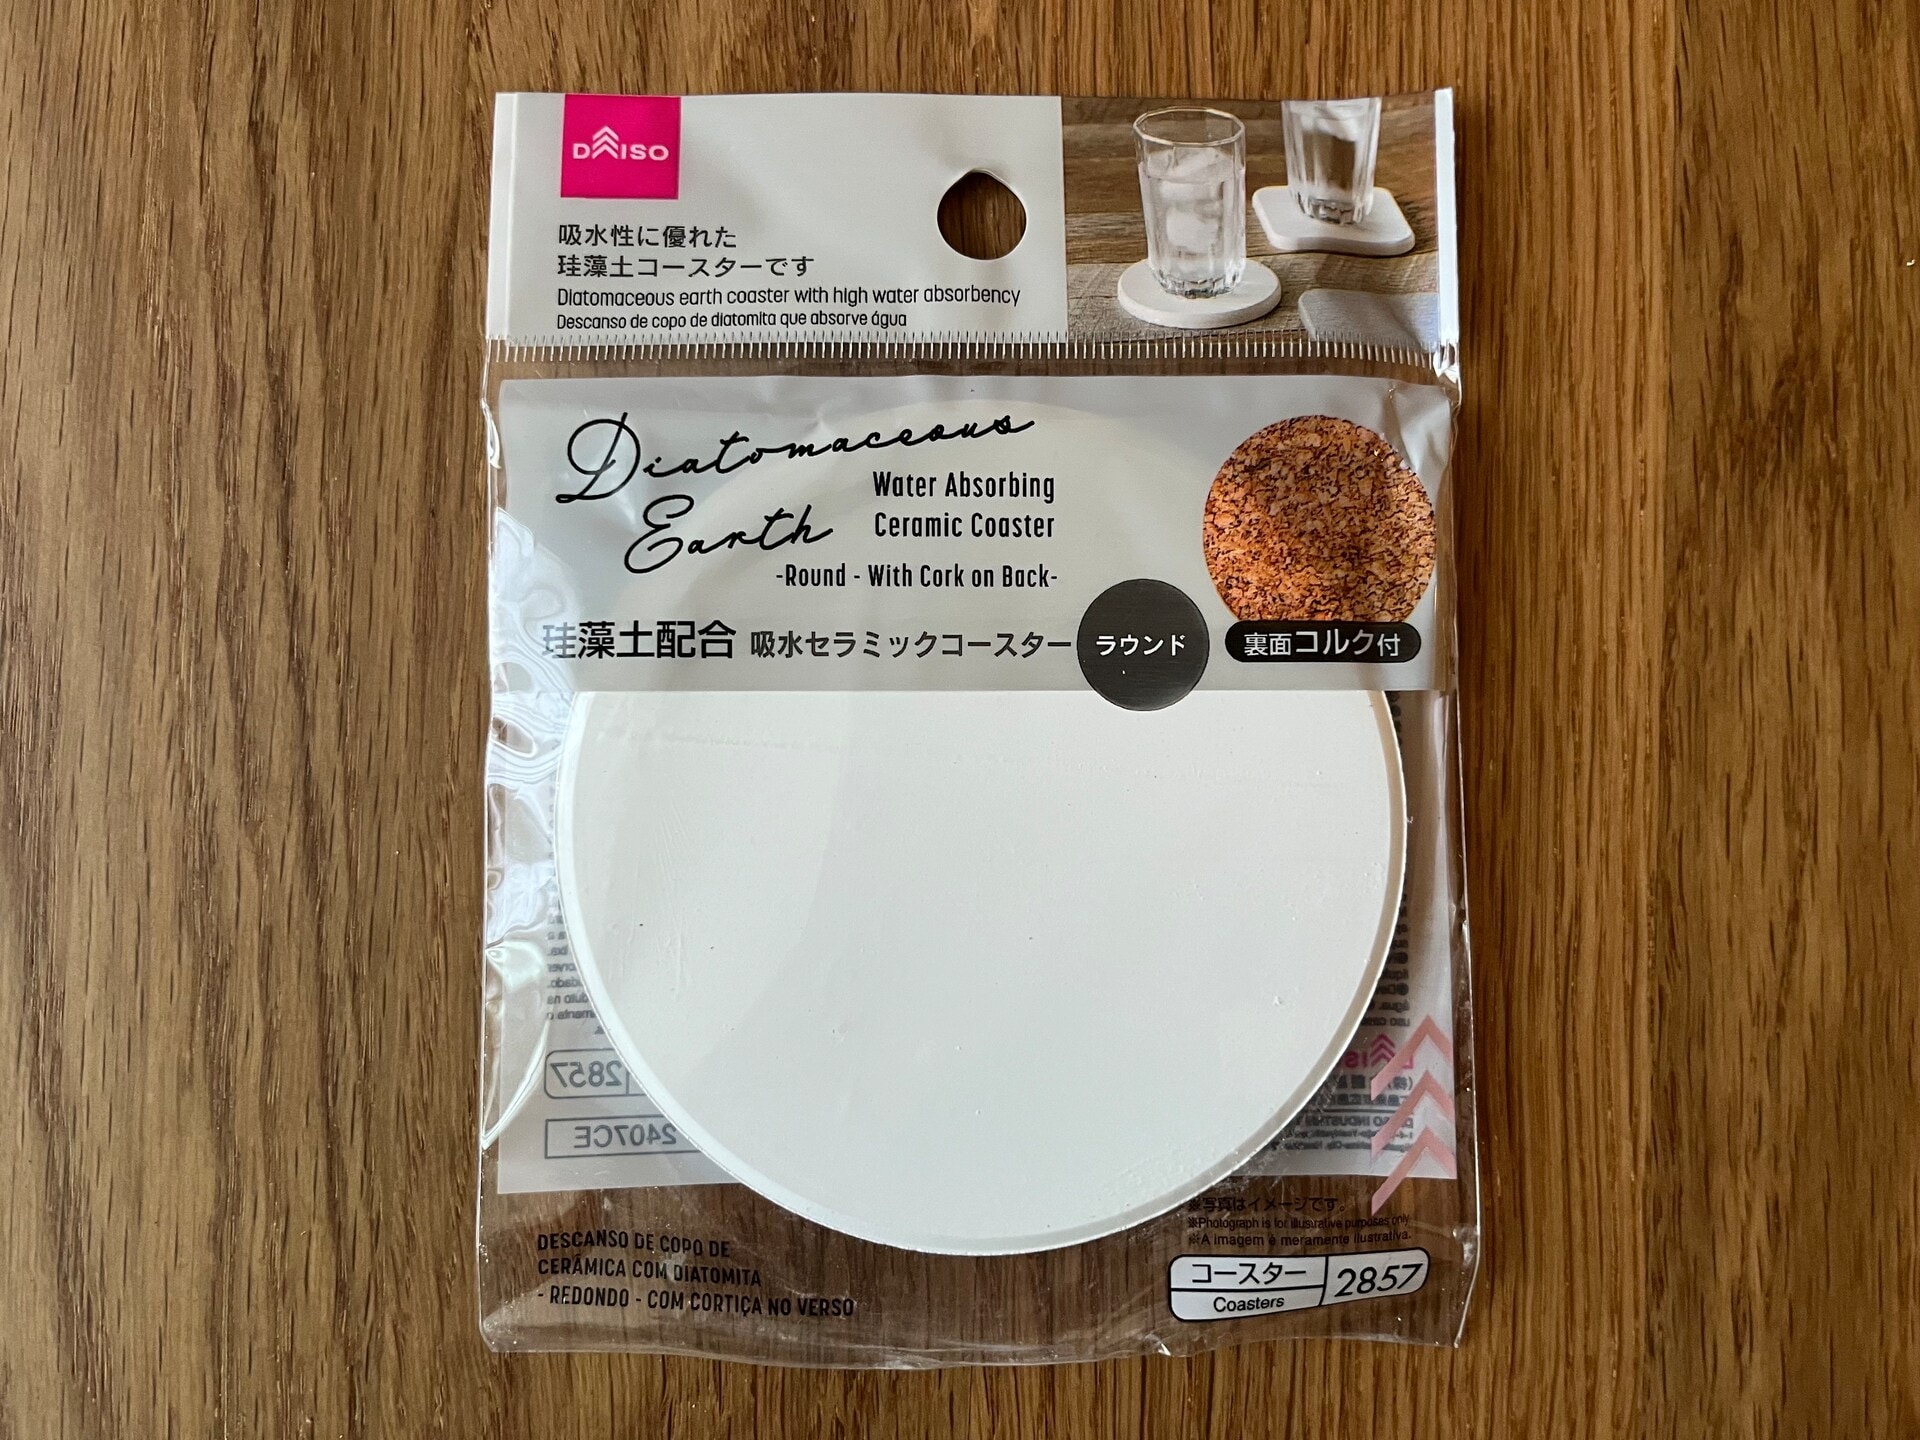 DAISO
吸水性に優れた
珪藻土コースターです
Diatomaceous earth coaster with high water absorbency
Descanso de copo de diatomita que absorve água
Diatomaceous
Earth
Water Absorbing
Ceramic Coaster
-Round - With Cork on Back-
珪藻土配合 吸水セラミックコースター ラウンド
裏面コルク付
2857
2407CE
※写真はイメージです。
※Photograph is for illustrative purposes only.
※A imagem é meramente ilustrativa.
DESCANSO DE COPO DE
CERÂMICA COM DIATOMITA
- REDONDO - COM CORTIÇA NO VERSO
コースター
Coasters
2857